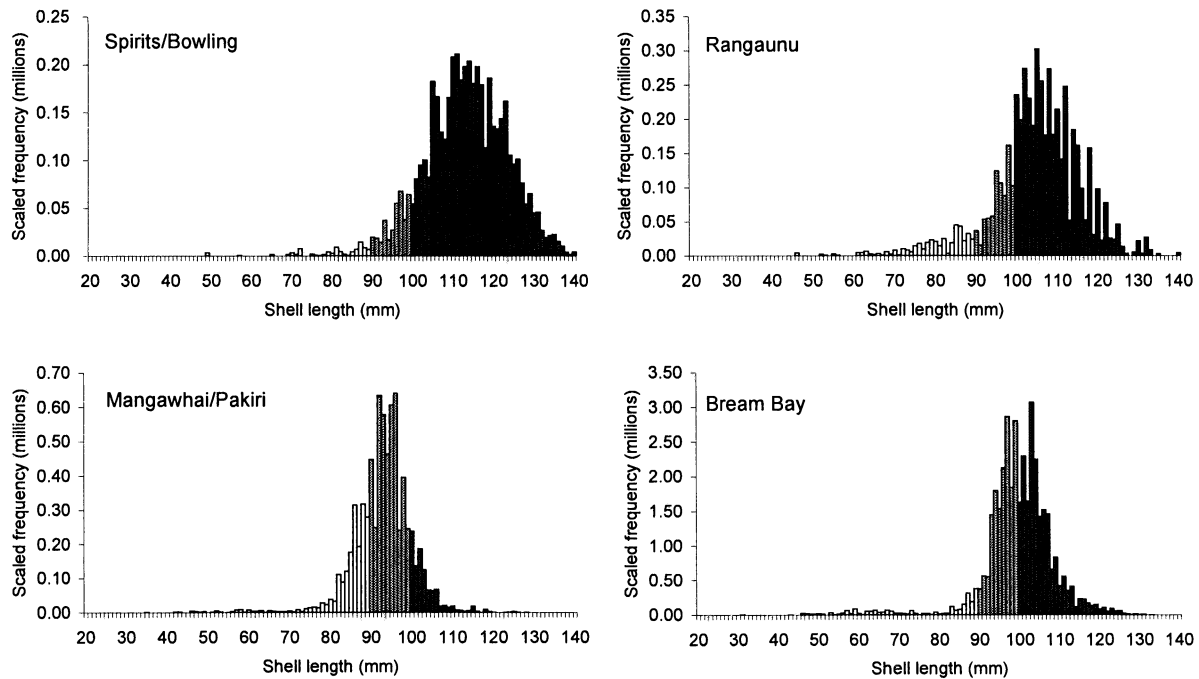 Spirits/Bowling
Scaled frequency (millions)
0.25
0.20
0.15
0.10
0.05
0.00
20 30 40 50 60 70 80 90 100 110 120 130 140
Shell length (mm)
Rangaunu
Scaled frequency (millions)
0.35
0.30
0.25
0.20
0.15
0.10
0.05
0.00
20 30 40 50 60 70 80 90 100 110 120 130 140
Shell length (mm)
Mangawhai/Pakiri
Scaled frequency (millions)
0.70
0.60
0.50
0.40
0.30
0.20
0.10
0.00
20 30 40 50 60 70 80 90 100 110 120 130 140
Shell length (mm)
Bream Bay
Scaled frequency (millions)
3.50
3.00
2.50
2.00
1.50
1.00
0.50
0.00
20 30 40 50 60 70 80 90 100 110 120 130 140
Shell length (mm)